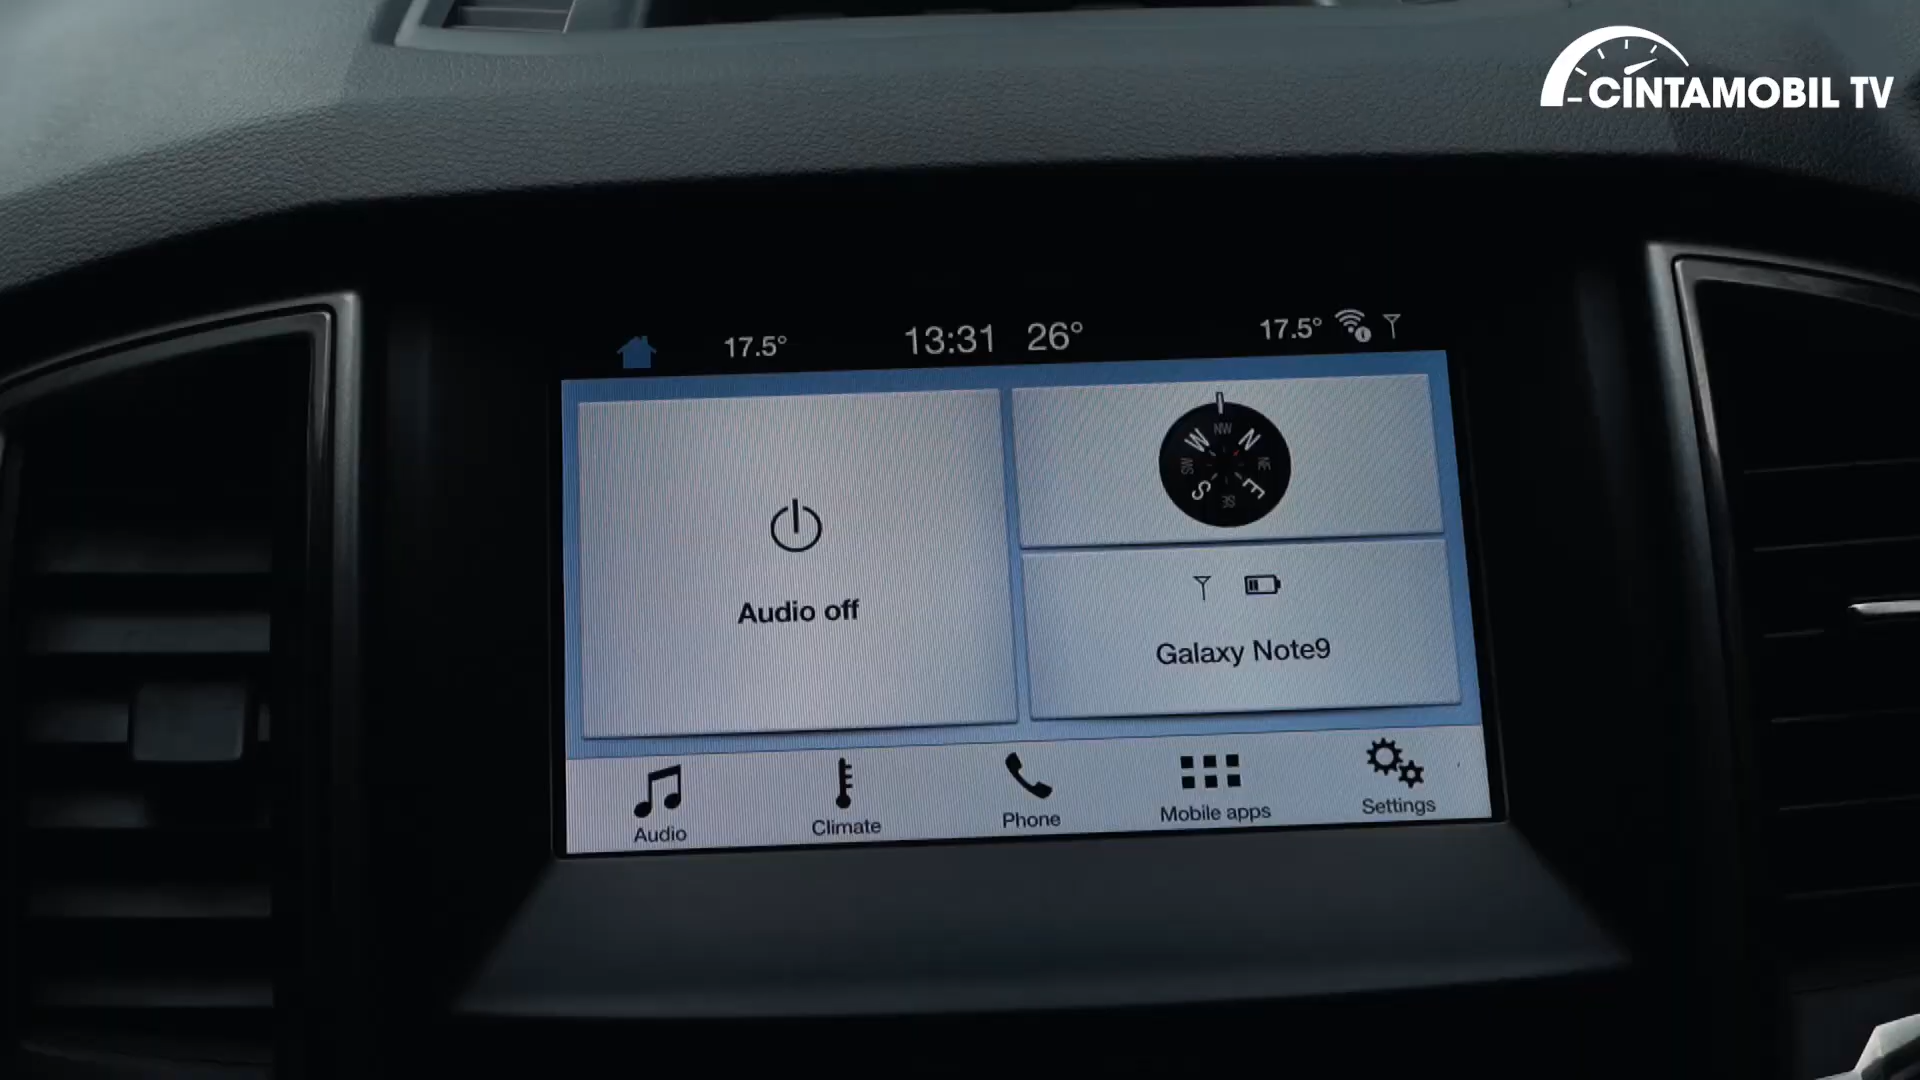 CINTAMOBIL TV
17.5° 13:31 26° 17.5°
NW
W N
SW NE
S E
SE
Audio off
Galaxy Note9
Audio Climate Phone Mobile apps Settings